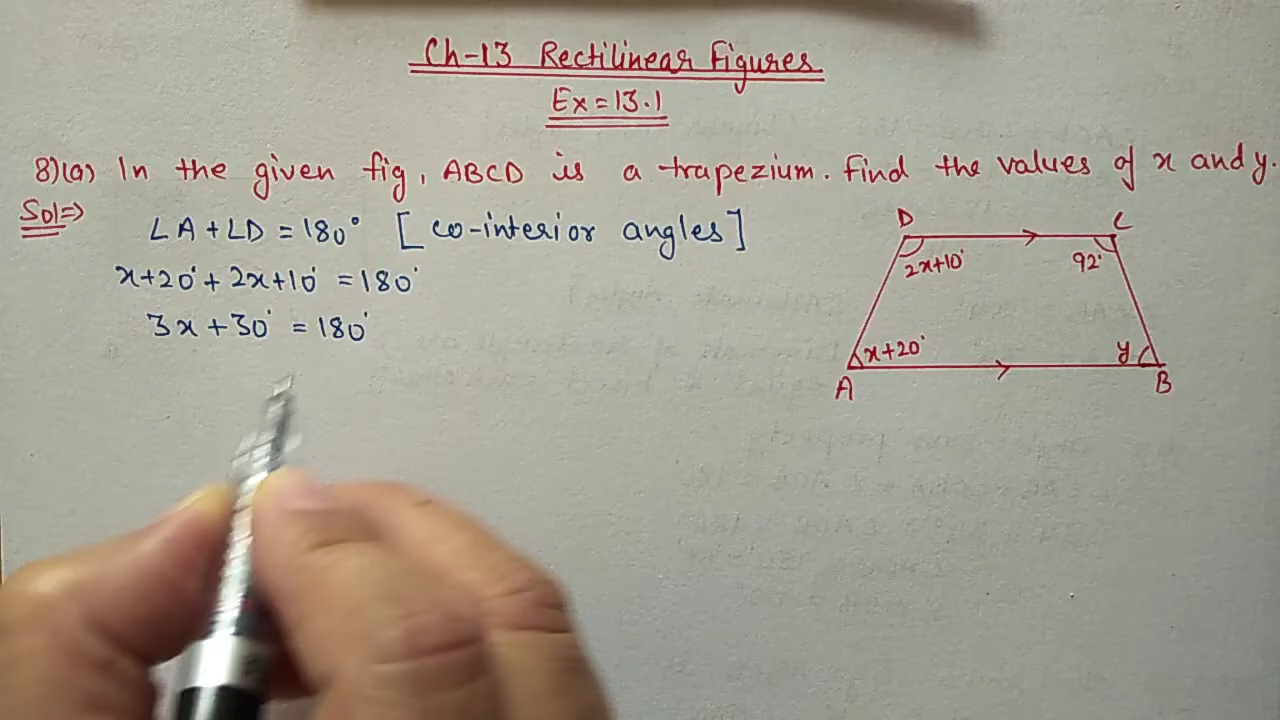 Ch-13 Rectilinear Figures
Ex=13.1
8)(a) In the given fig, ABCD is a trapezium. Find the values of x and y.
Sol⇒
∠A+∠D = 180° [co-interior angles]
x+20°+2x+10° = 180°
3x+30° = 180°
D
C
2x+10°
92°
x+20°
y
A
B